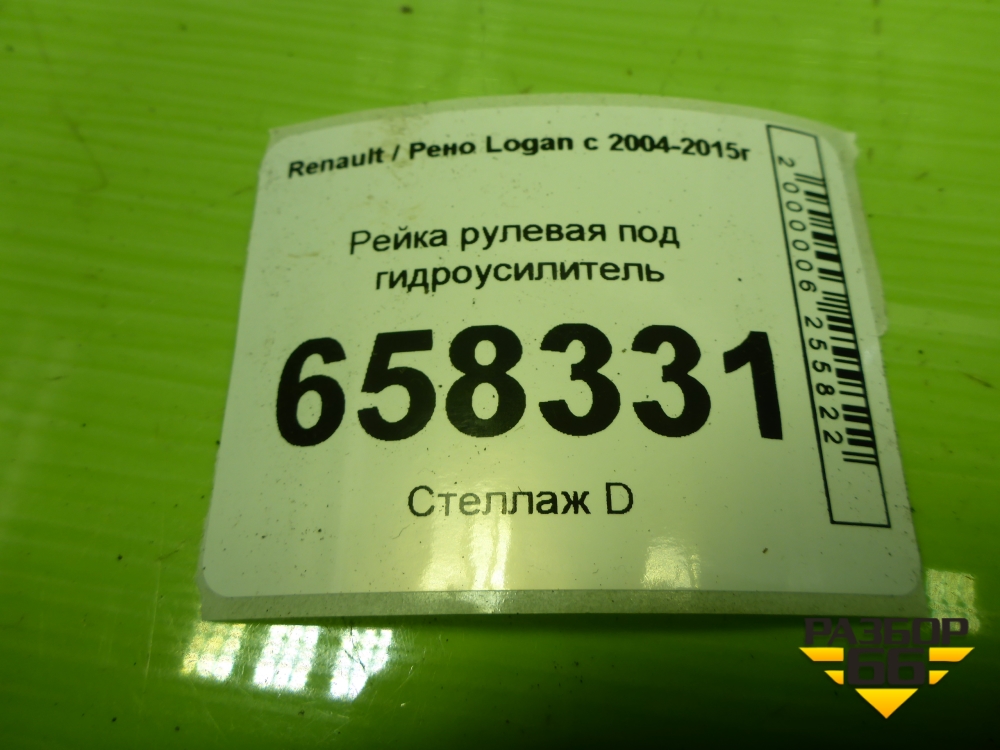 Renault / Рено Logan с 2004-2015г
Рейка рулевая под
гидроусилитель
658331
Стеллаж D
2000006255822
РАЗБОР
66